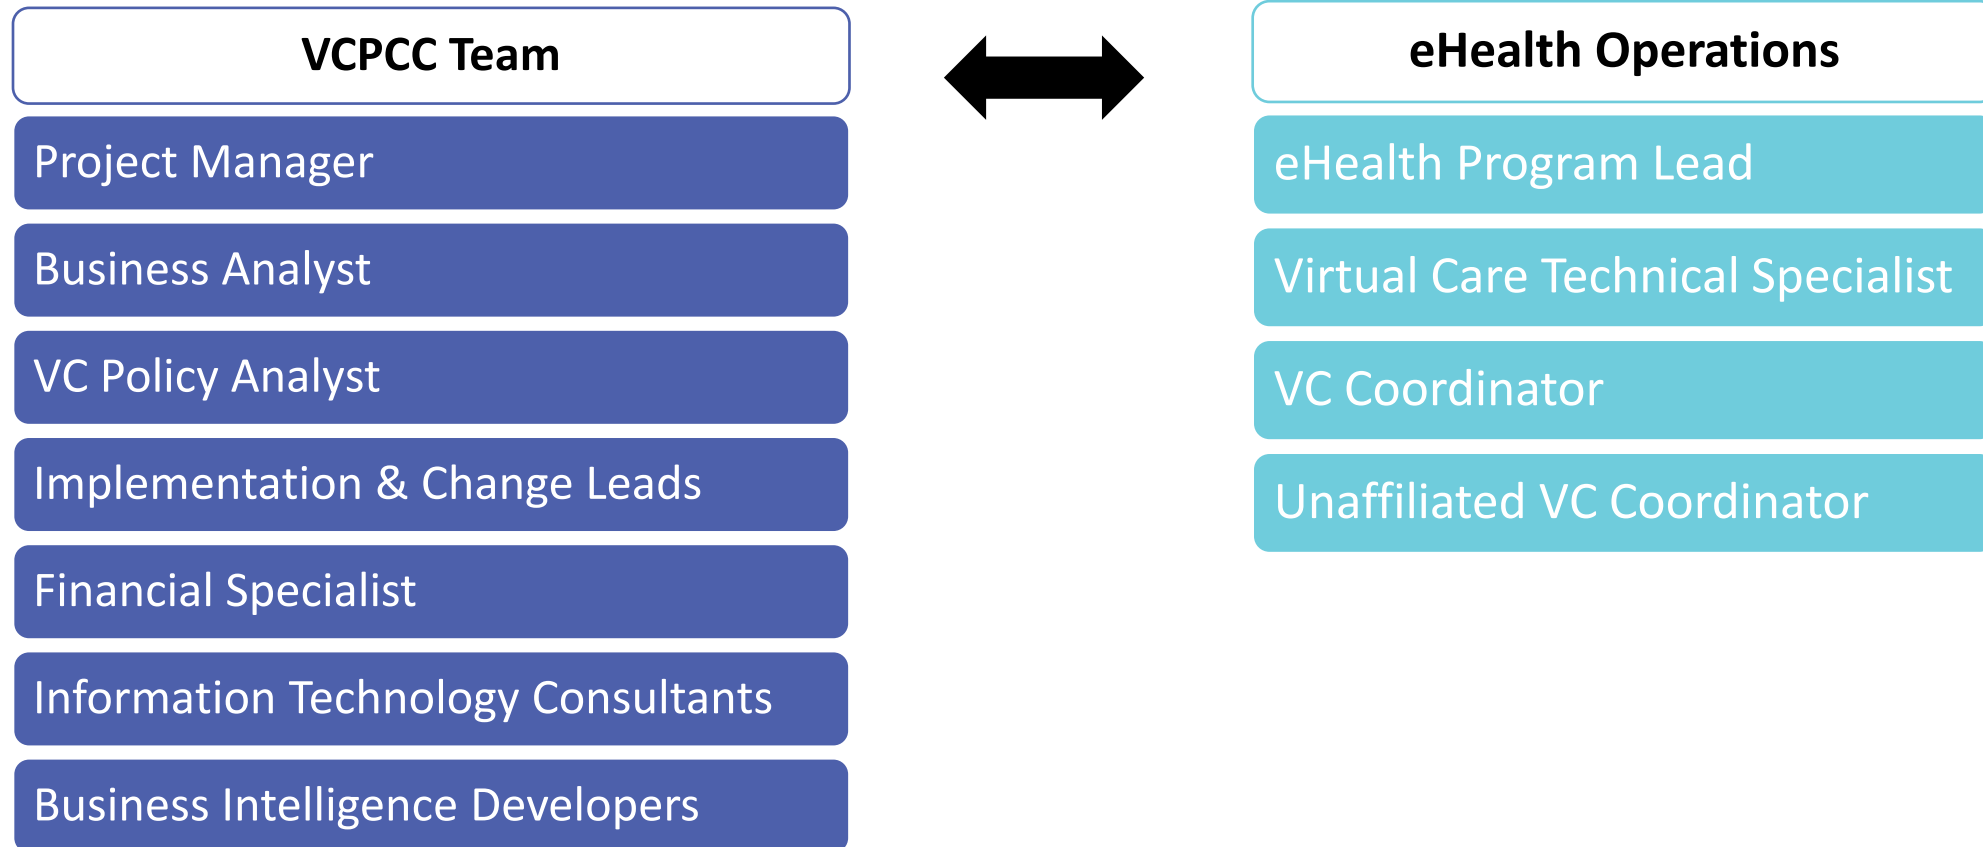 VCPCC Team
Project Manager
Business Analyst
VC Policy Analyst
Implementation & Change Leads
Financial Specialist
Information Technology Consultants
Business Intelligence Developers
eHealth Operations
eHealth Program Lead
Virtual Care Technical Specialist
VC Coordinator
Unaffiliated VC Coordinator